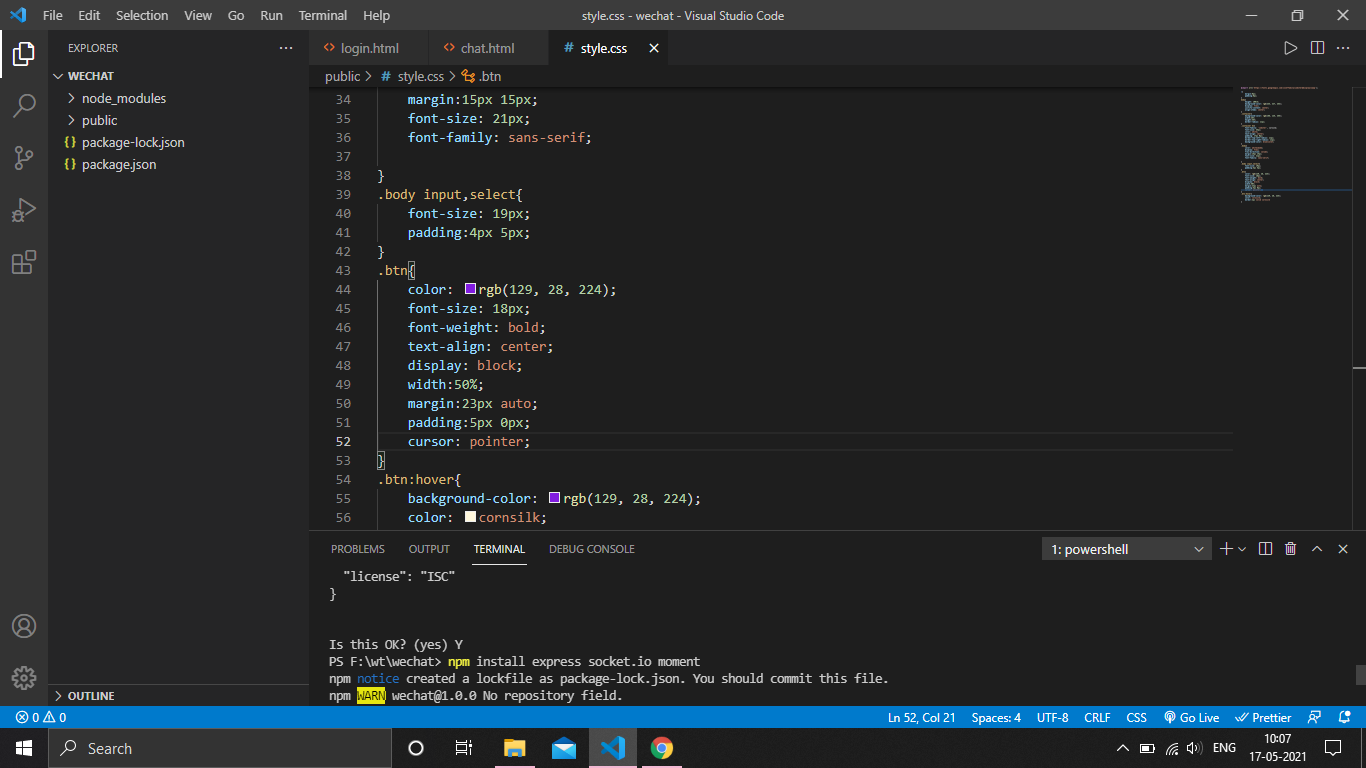 File Edit Selection View Go Run Terminal Help
style.css - wechat - Visual Studio Code
EXPLORER
WECHAT
node_modules
public
{} package-lock.json
{} package.json
OUTLINE
<> login.html
<> chat.html
# style.css
public > # style.css > .btn
34 margin:15px 15px;
35 font-size: 21px;
36 font-family: sans-serif;
37
38 }
39 .body input,select{
40 font-size: 19px;
41 padding:4px 5px;
42 }
43 .btn{
44 color: rgb(129, 28, 224);
45 font-size: 18px;
46 font-weight: bold;
47 text-align: center;
48 display: block;
49 width:50%;
50 margin:23px auto;
51 padding:5px 0px;
52 cursor: pointer;
53 }
54 .btn:hover{
55 background-color: rgb(129, 28, 224);
56 color: cornsilk;
PROBLEMS OUTPUT TERMINAL DEBUG CONSOLE
1: powershell
"license": "ISC"
}
Is this OK? (yes) Y
PS F:\wt\wechat> npm install express socket.io moment
npm notice created a lockfile as package-lock.json. You should commit this file.
npm WARN wechat@1.0.0 No repository field.
0 0
Ln 52, Col 21 Spaces: 4 UTF-8 CRLF CSS Go Live Prettier
Search
ENG
10:07
17-05-2021